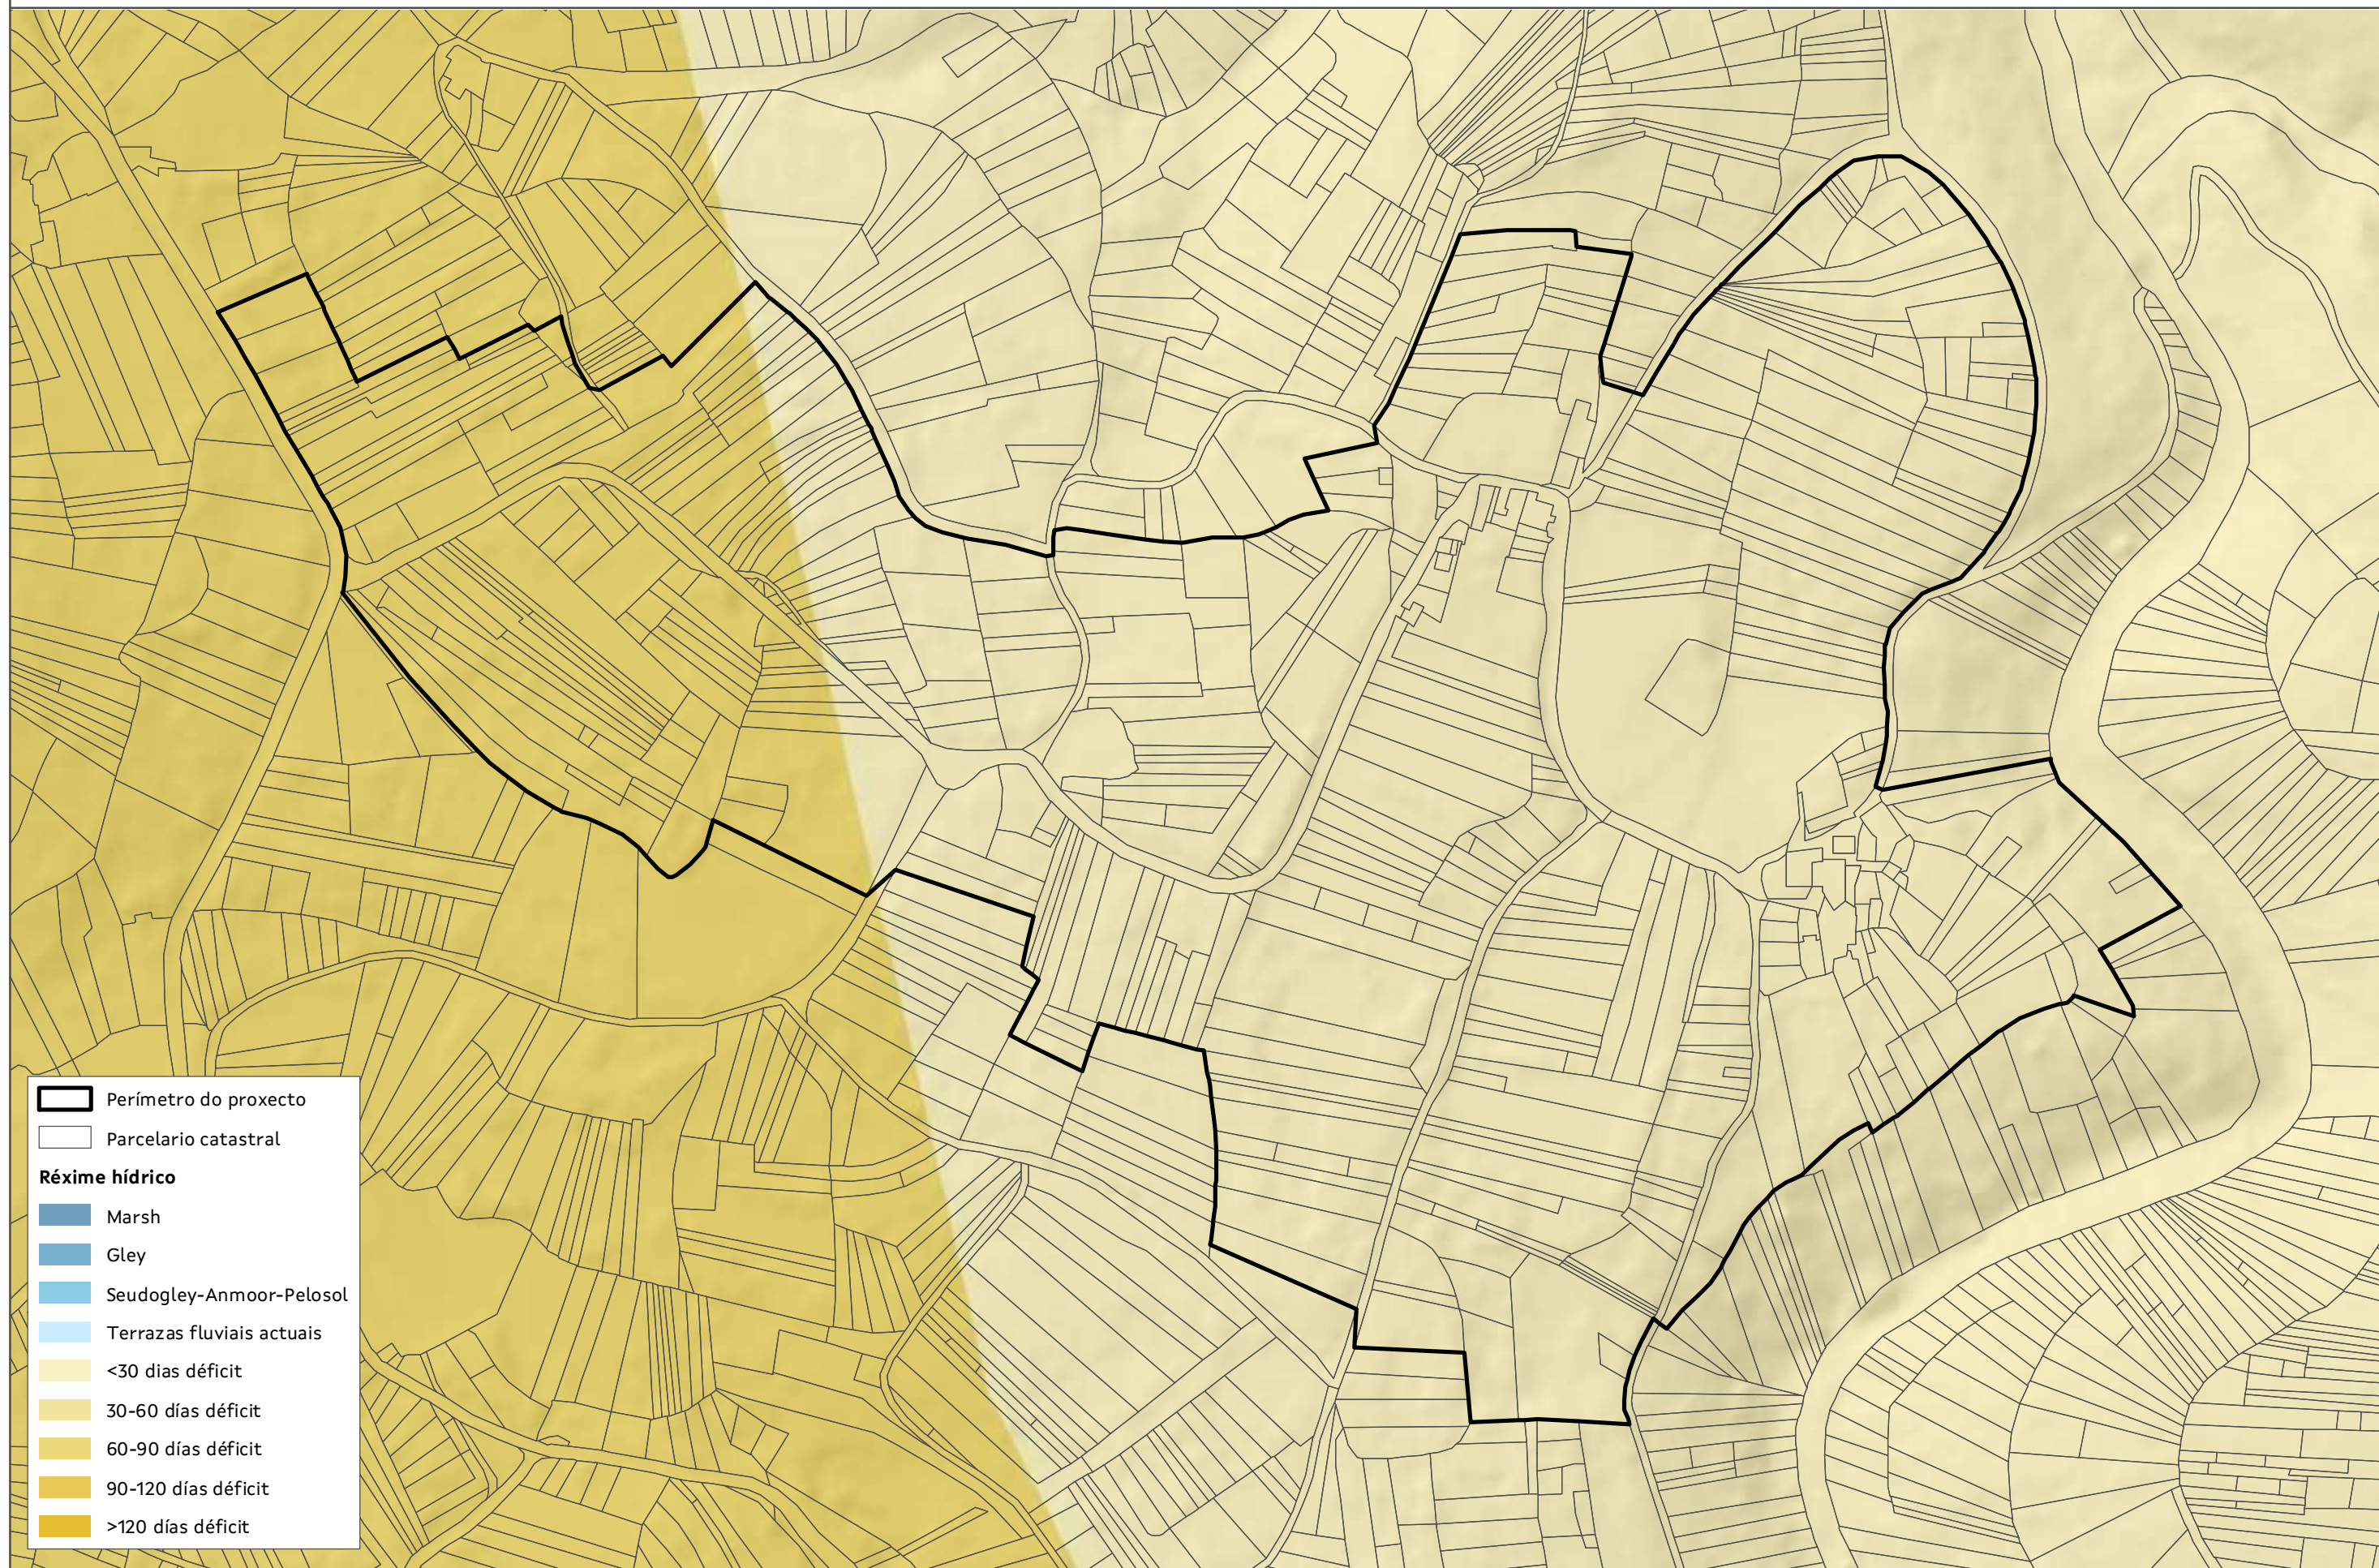 Perímetro do proxecto
Parcelario catastral
Réxime hídrico
Marsh
Gley
Seudogley-Anmoor-Pelosol
Terrazas fluviais actuais
<30 dias déficit
30-60 días déficit
60-90 días déficit
90-120 días déficit
>120 días déficit